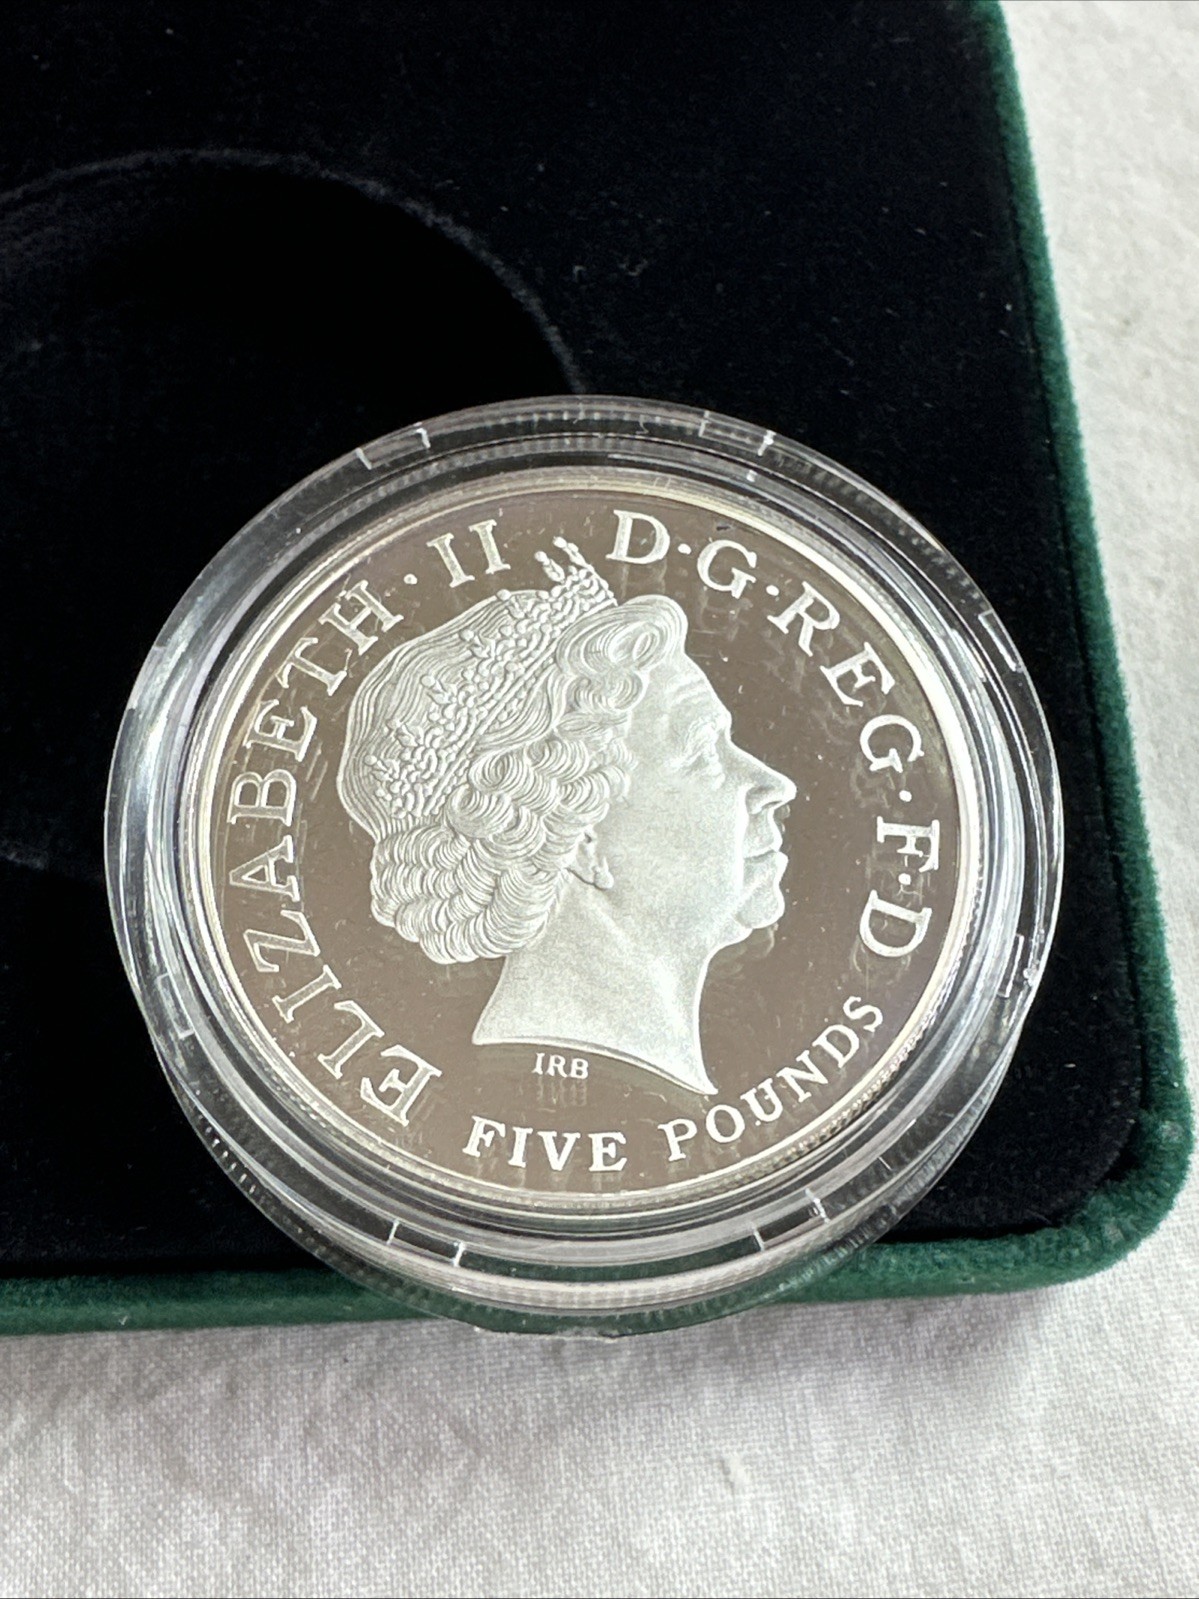 ELIZABETH · II D·G·REG·F·D
FIVE POUNDS
IRB